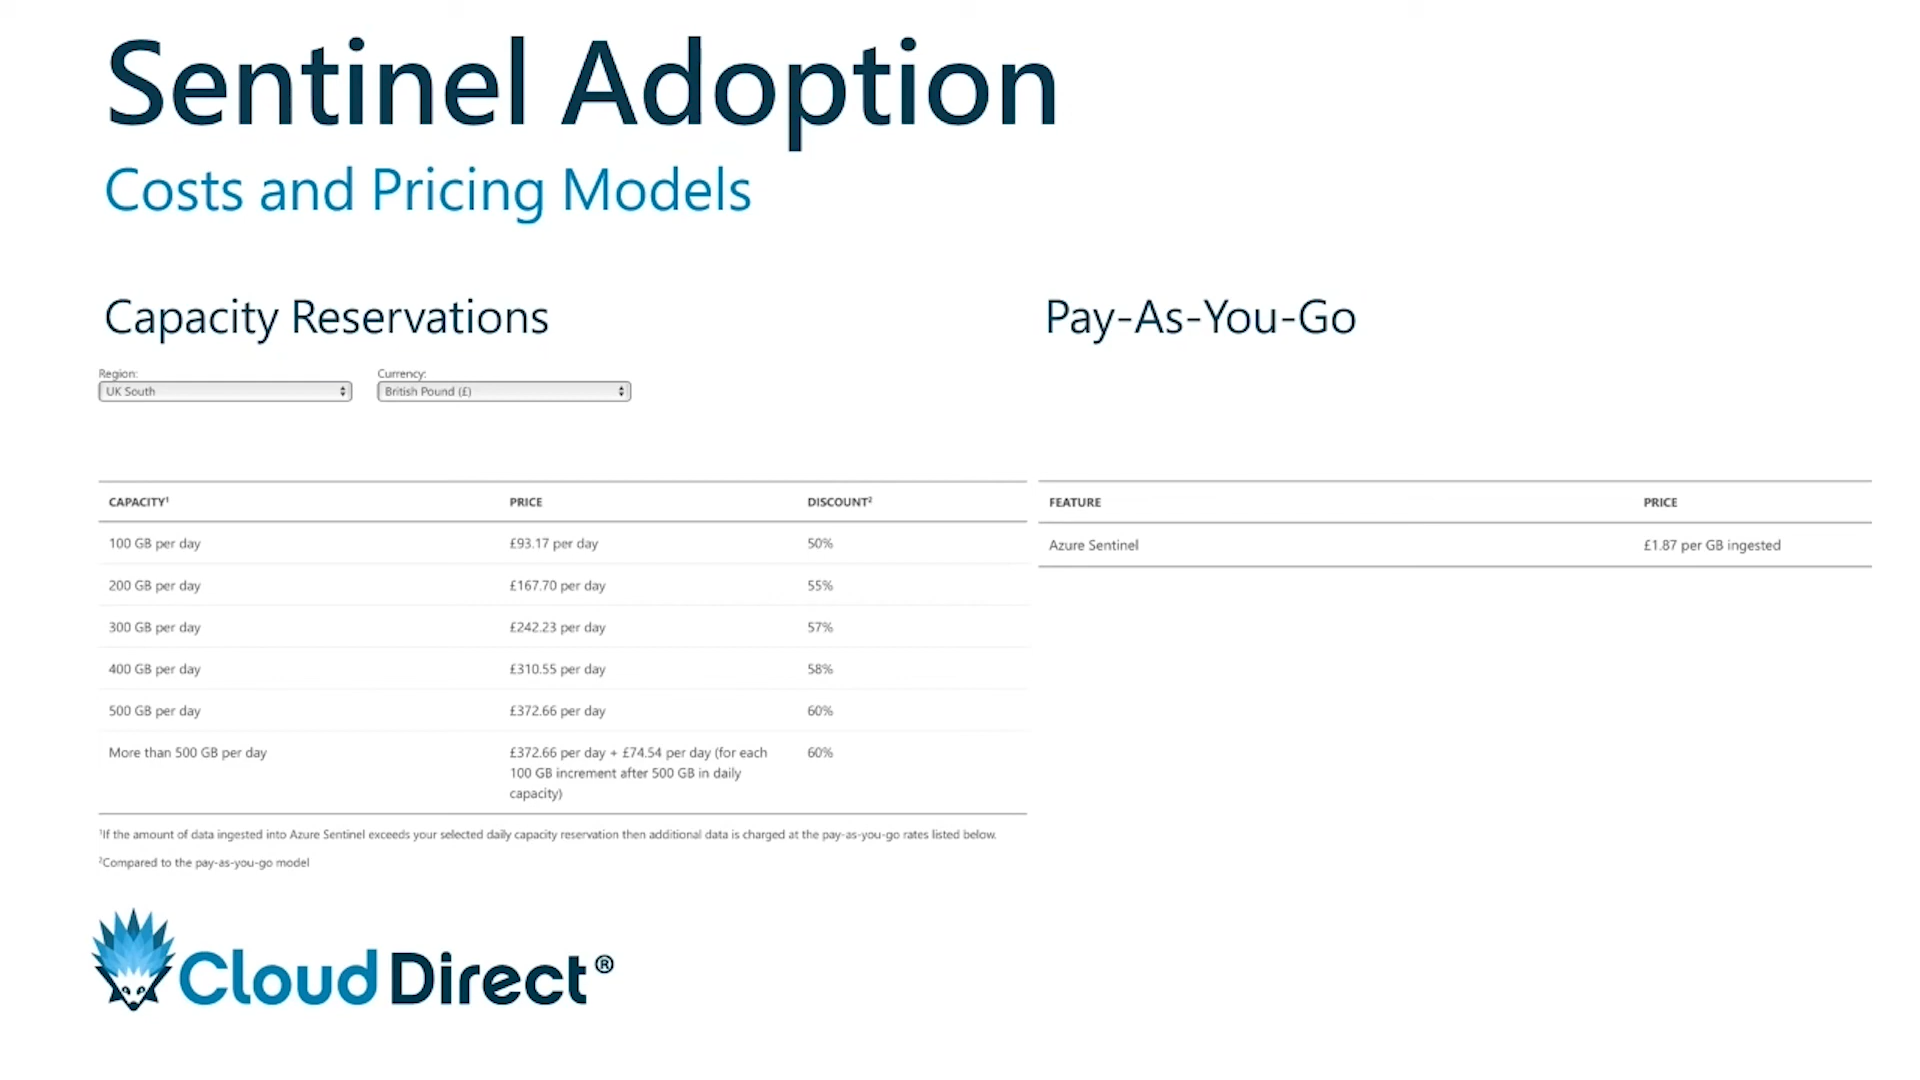 Sentinel Adoption
Costs and Pricing Models
Capacity Reservations
Region:
UK South
Currency:
British Pound (£)
CAPACITY¹ PRICE DISCOUNT²
100 GB per day £93.17 per day 50%
200 GB per day £167.70 per day 55%
300 GB per day £242.23 per day 57%
400 GB per day £310.55 per day 58%
500 GB per day £372.66 per day 60%
More than 500 GB per day £372.66 per day + £74.54 per day (for each 60%
100 GB increment after 500 GB in daily
capacity)
¹If the amount of data ingested into Azure Sentinel exceeds your selected daily capacity reservation then additional data is charged at the pay-as-you-go rates listed below.
²Compared to the pay-as-you-go model
Pay-As-You-Go
FEATURE PRICE
Azure Sentinel £1.87 per GB ingested
Cloud Direct®